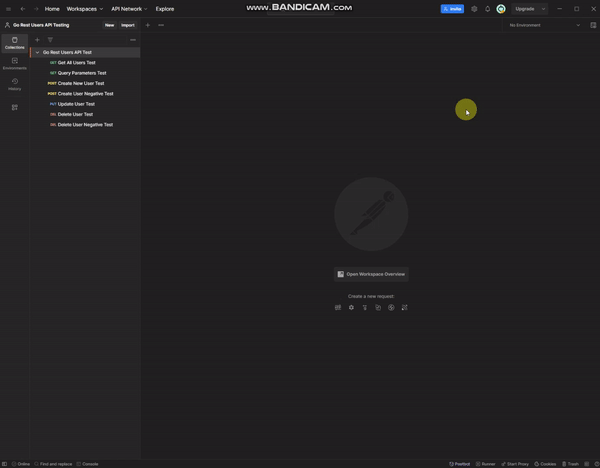 WWW.BANDICAM.COM
Home Workspaces API Network Explore Invite Upgrade
Go Rest Users API Testing New Import No Environment
Collections
Environments
History
Go Rest Users API Test
GET Get All Users Test
GET Query Parameters Test
POST Create New User Test
POST Create User Negative Test
PUT Update User Test
DEL Delete User Test
DEL Delete User Negative Test
Open Workspace Overview
Create a new request
Online Find and replace Console Postbot Runner Start Proxy Cookies Trash